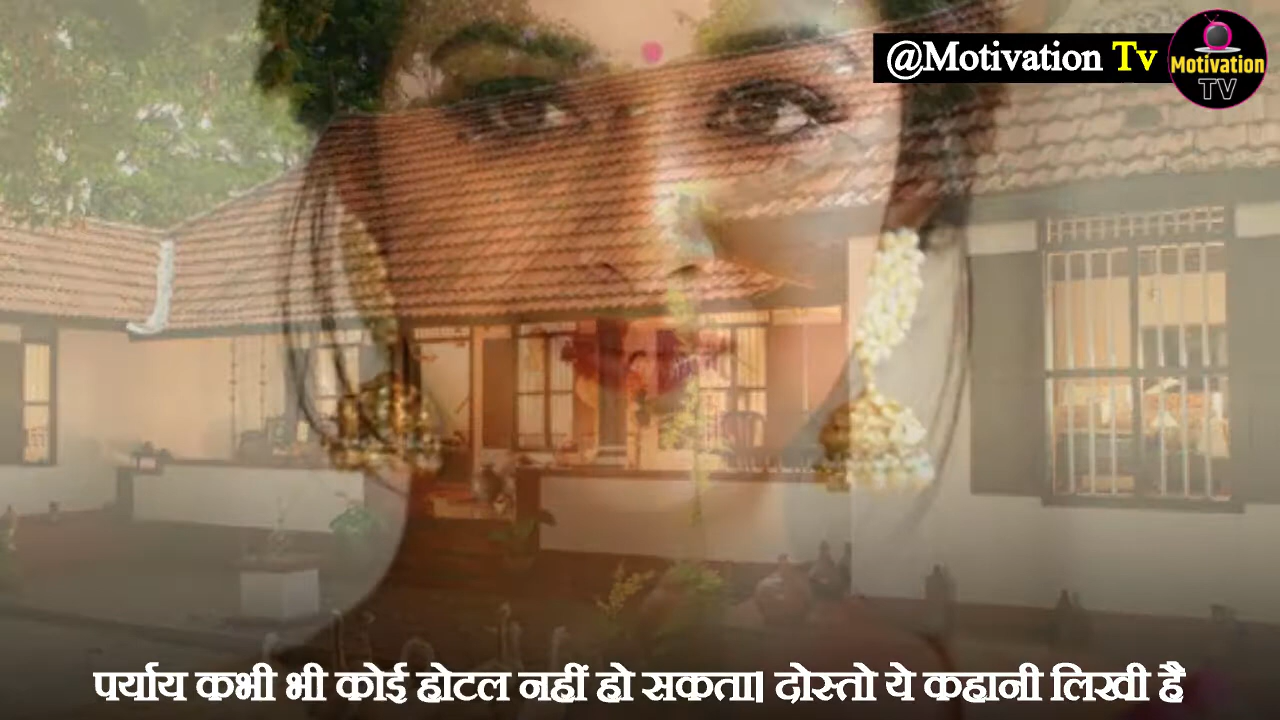 @Motivation Tv
Motivation
TV
पर्याय कभी भी कोई होटल नहीं हो सकता। दोस्तो ये कहानी लिखी है